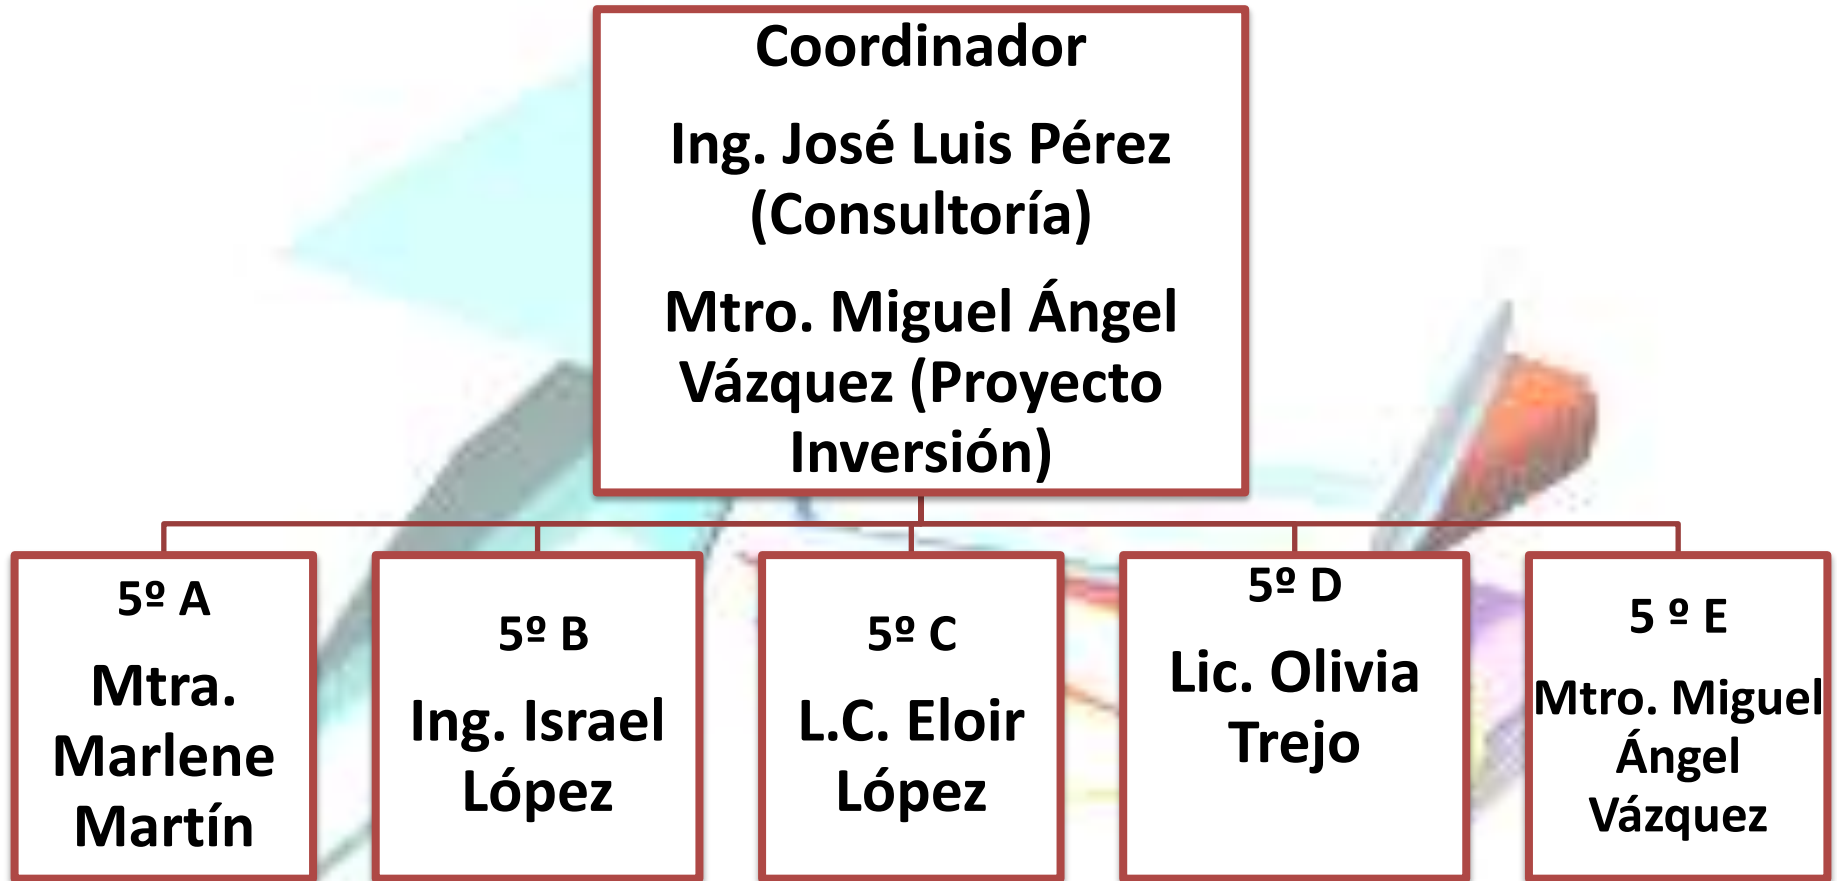 Coordinador
Ing. José Luis Pérez
(Consultoría)
Mtro. Miguel Ángel
Vázquez (Proyecto
Inversión)
5º A
Mtra.
Marlene
Martín
5º B
Ing. Israel
López
5º C
L.C. Eloir
López
5º D
Lic. Olivia
Trejo
5 º E
Mtro. Miguel
Ángel
Vázquez